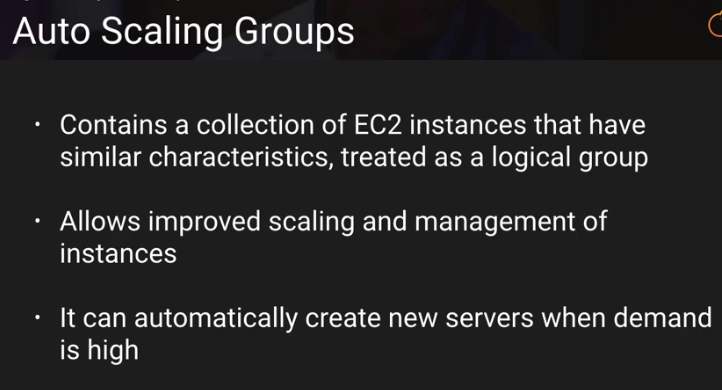 Auto Scaling Groups
• Contains a collection of EC2 instances that have
similar characteristics, treated as a logical group
• Allows improved scaling and management of
instances
• It can automatically create new servers when demand
is high